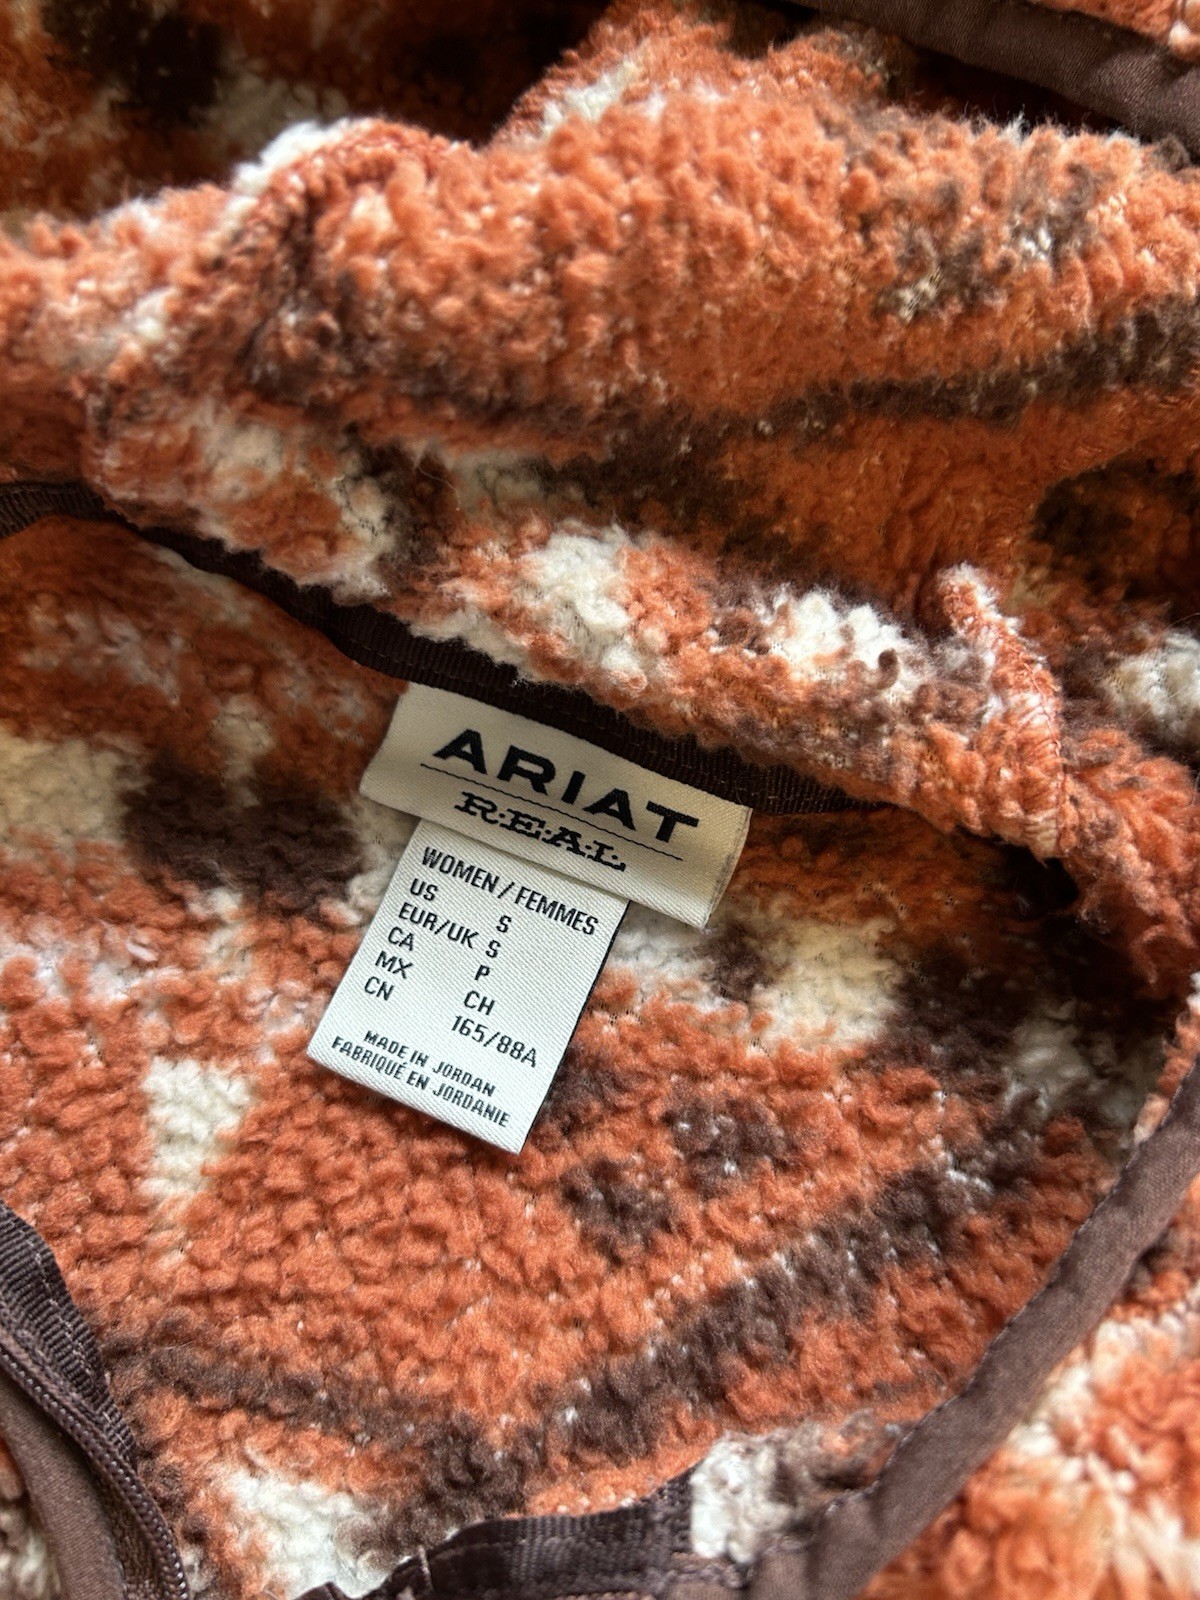 ARIAT
R.E.A.L.
WOMEN / FEMMES
US S
EUR/UK S
CA P
MX CH
CN 165/88A
MADE IN JORDAN
FABRIQUÉ EN JORDANIE